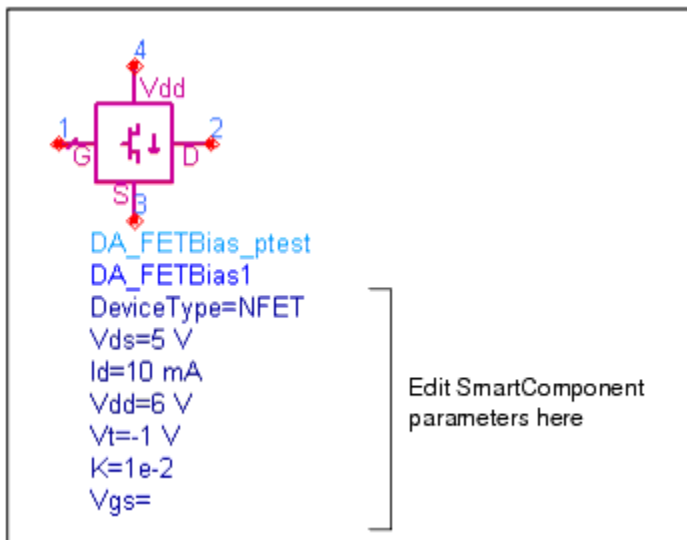 4
Vdd
1
2
G
D
S
3
DA_FETBias_ptest
DA_FETBias1
DeviceType=NFET
Vds=5 V
Id=10 mA
Vdd=6 V
Vt=-1 V
K=1e-2
Vgs=
Edit SmartComponent
parameters here